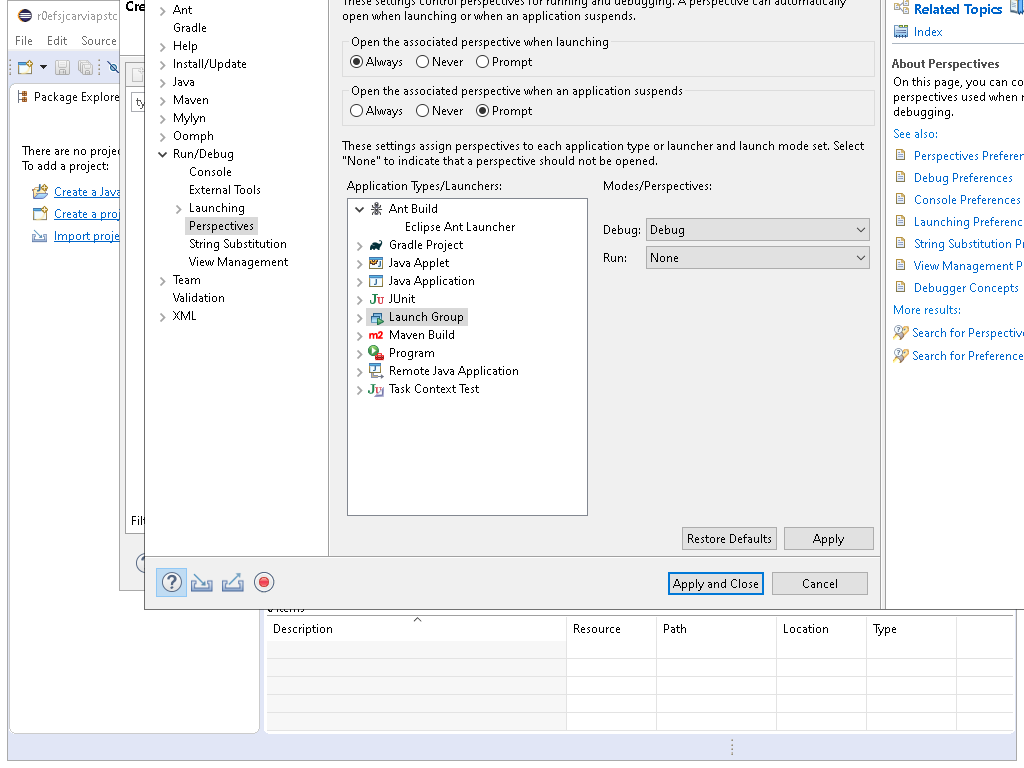 r0efsjcarviapstc
File Edit Source
Package Explore
There are no proje
To add a project:
Create a Java
Create a proj
Import proje
Cre
ty
Filt
Ant
Gradle
Help
Install/Update
Java
Maven
Mylyn
Oomph
Run/Debug
Console
External Tools
Launching
Perspectives
String Substitution
View Management
Team
Validation
XML
These settings control perspectives for running and debugging. A perspective can automatically
open when launching or when an application suspends.
Open the associated perspective when launching
Always Never Prompt
Open the associated perspective when an application suspends
Always Never Prompt
These settings assign perspectives to each application type or launcher and launch mode set. Select
"None" to indicate that a perspective should not be opened.
Application Types/Launchers:
Ant Build
Eclipse Ant Launcher
Gradle Project
Java Applet
Java Application
JUnit
Launch Group
Maven Build
Program
Remote Java Application
Task Context Test
Modes/Perspectives:
Debug: Debug
Run: None
Restore Defaults Apply
Apply and Close Cancel
Related Topics
Index
About Perspectives
On this page, you can co
perspectives used when r
debugging.
See also:
Perspectives Preferen
Debug Preferences
Console Preferences
Launching Preferenc
String Substitution P
View Management P
Debugger Concepts
More results:
Search for Perspective
Search for Preference
0 items
Description Resource Path Location Type